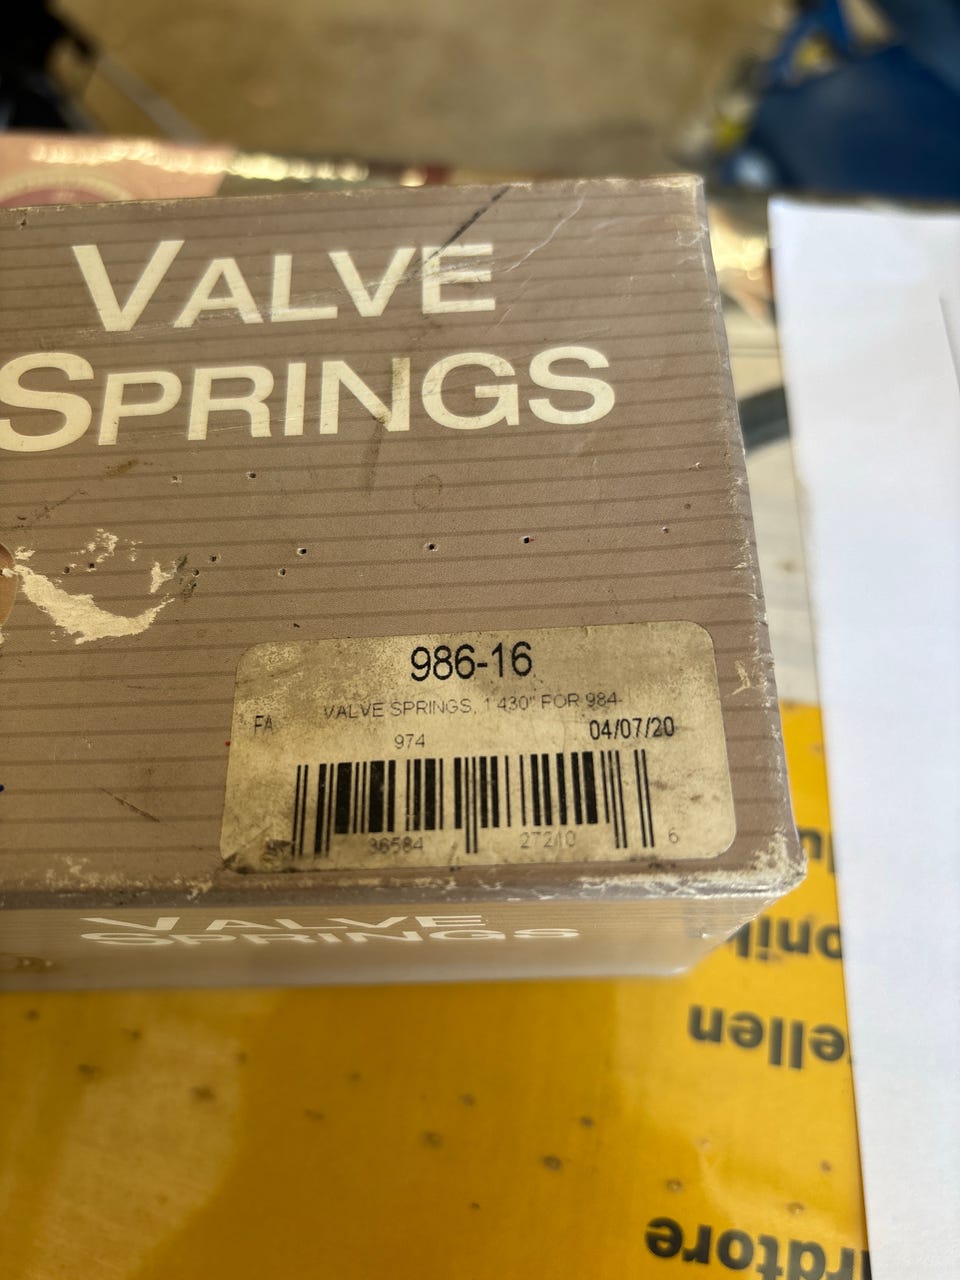 VALVE
SPRINGS
986-16
VALVE SPRINGS, 1.430" FOR 984-
974
FA
04/07/20
36584 27210 6
VALVE
SPRINGS
ellen